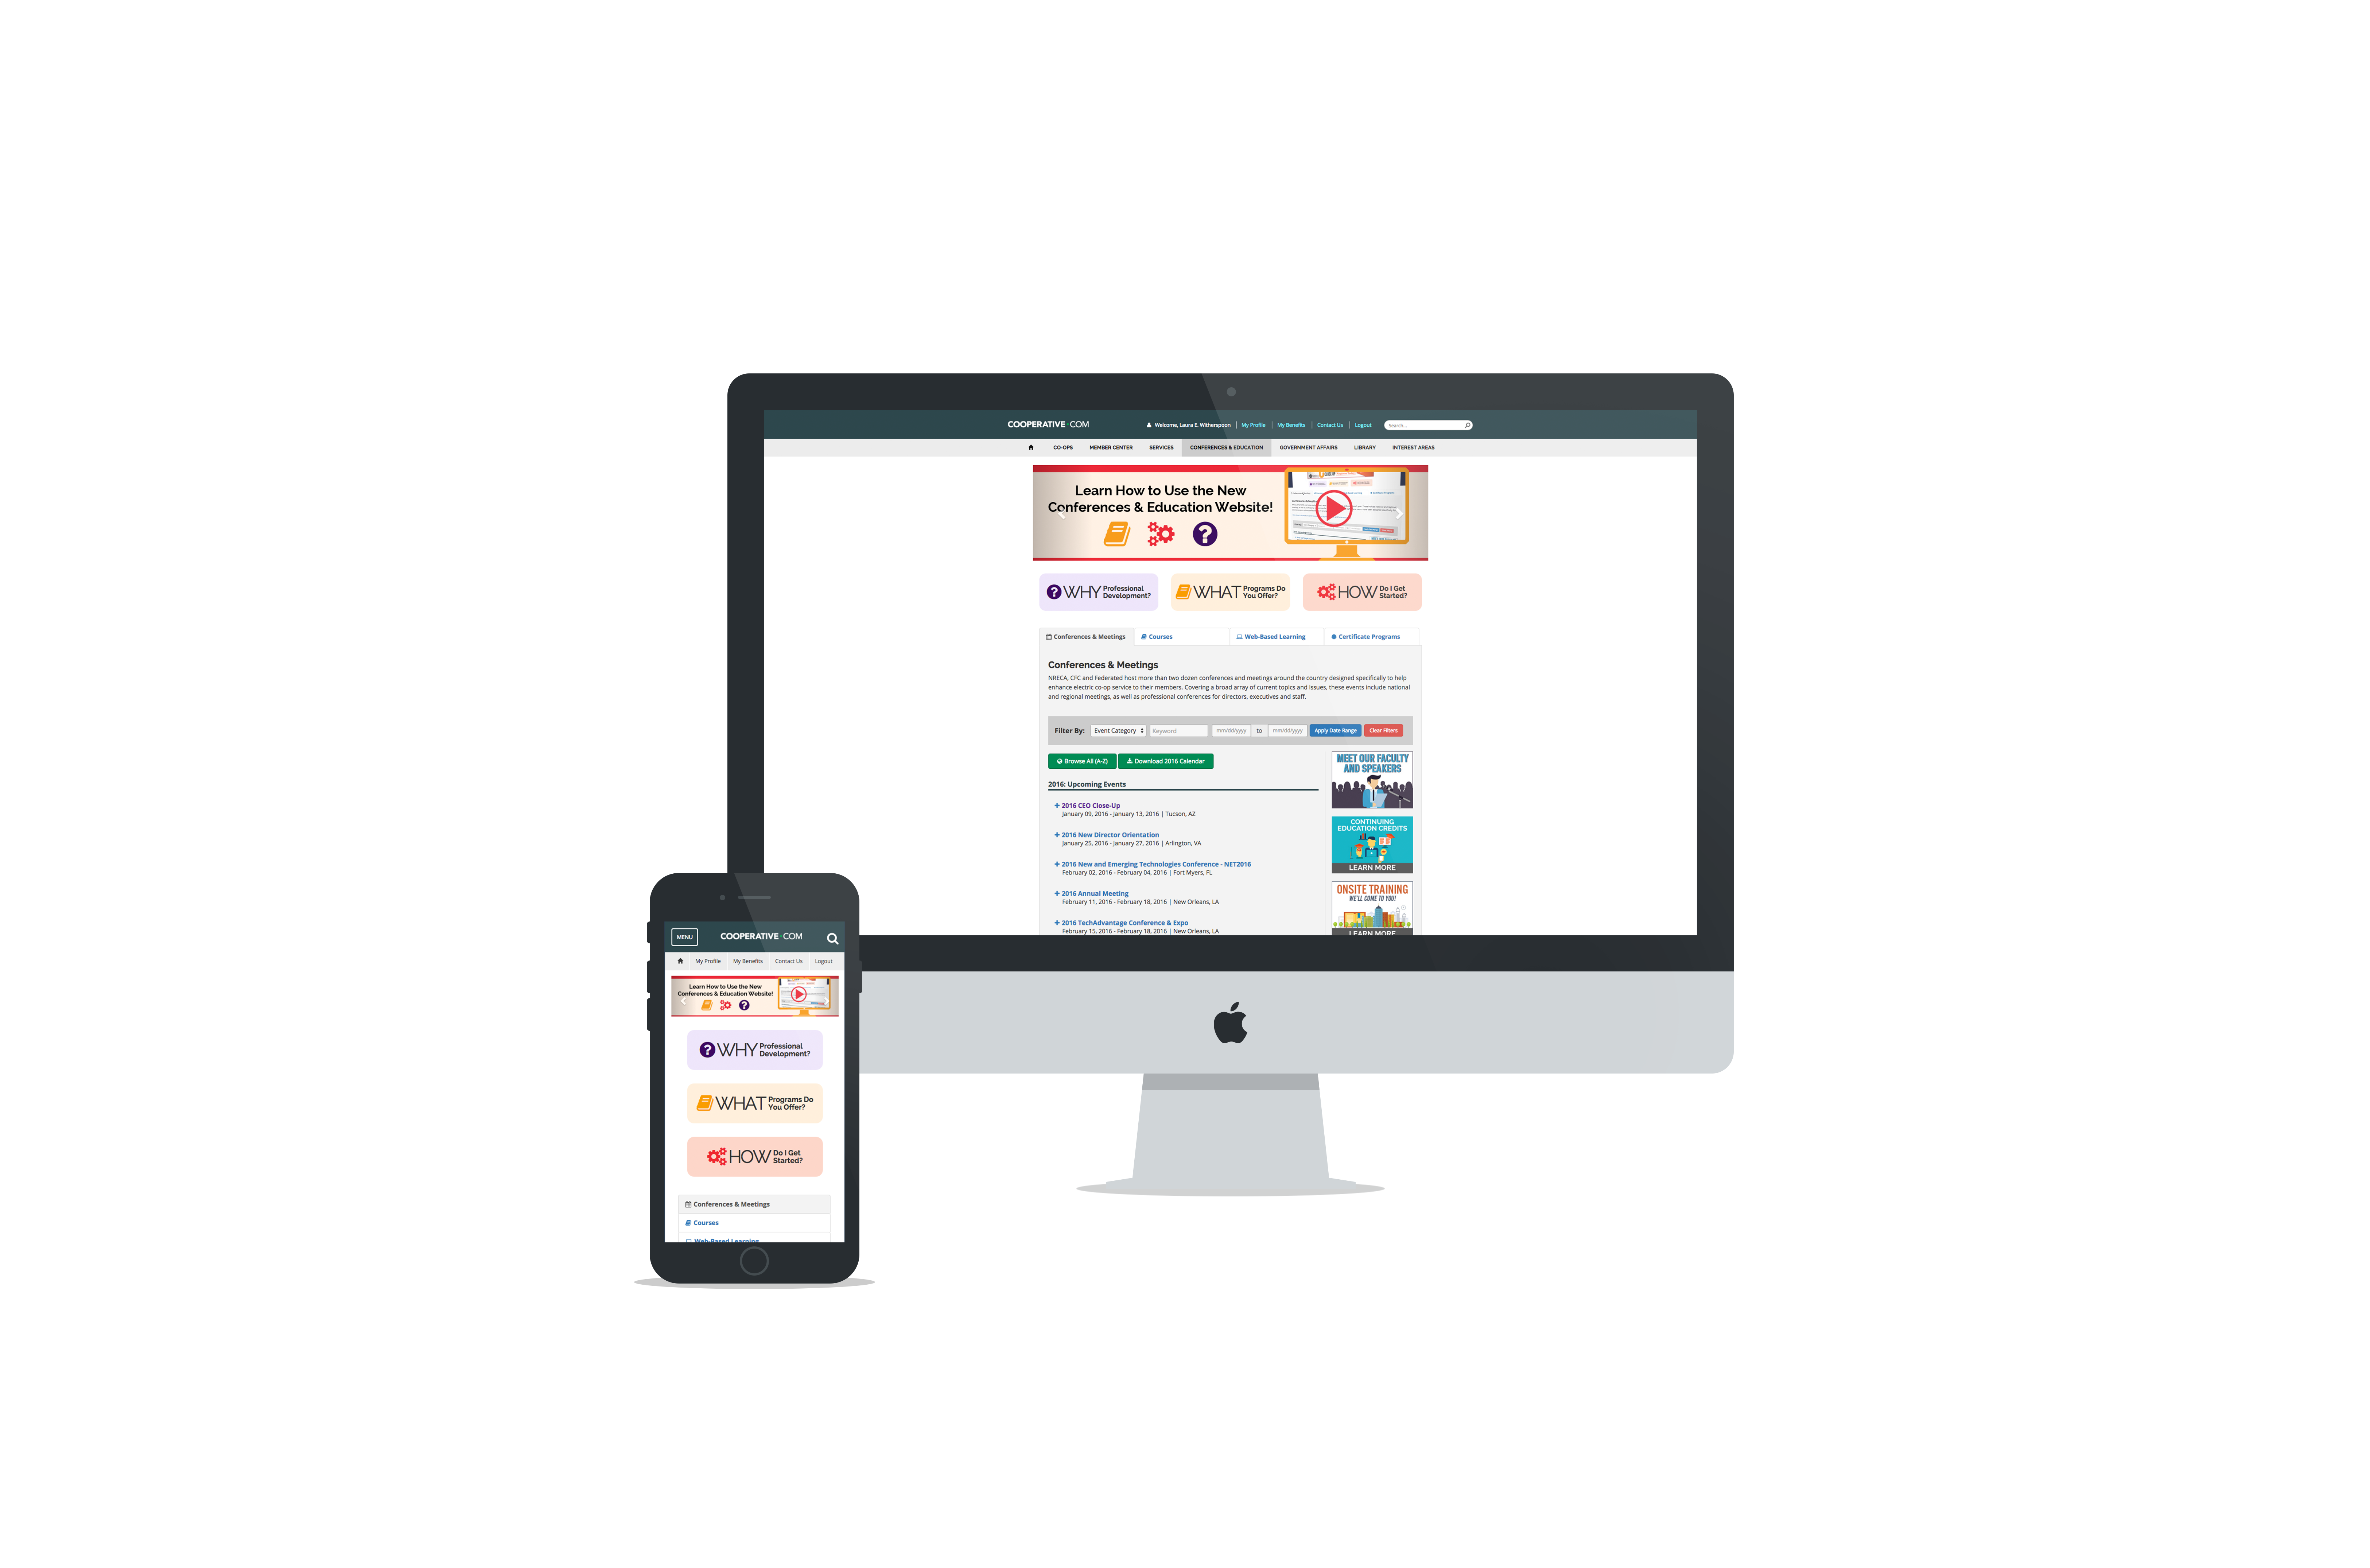 COOPERATIVE·COM
Welcome, Laura E. Witherspoon | My Profile | My Benefits | Contact Us | Logout
Search...
CO-OPS MEMBER CENTER SERVICES CONFERENCES & EDUCATION GOVERNMENT AFFAIRS LIBRARY INTEREST AREAS
Learn How to Use the New
Conferences & Education Website!
WHY Professional Development?
WHAT Programs Do You Offer?
HOW Do I Get Started?
Conferences & Meetings
Courses
Web-Based Learning
Certificate Programs
Conferences & Meetings
NRECA, CFC and Federated host more than two dozen conferences and meetings around the country designed specifically to help
enhance electric co-op service to their members. Covering a broad array of current topics and issues, these events include national
and regional meetings, as well as professional conferences for directors, executives and staff.
Filter By: Event Category Keyword mm/dd/yyyy to mm/dd/yyyy Apply Date Range Clear Filters
Browse All (A-Z) Download 2016 Calendar
2016: Upcoming Events
+ 2016 CEO Close-Up
January 09, 2016 - January 13, 2016 | Tucson, AZ
+ 2016 New Director Orientation
January 25, 2016 - January 27, 2016 | Arlington, VA
+ 2016 New and Emerging Technologies Conference - NET2016
February 02, 2016 - February 04, 2016 | Fort Myers, FL
+ 2016 Annual Meeting
February 11, 2016 - February 18, 2016 | New Orleans, LA
+ 2016 TechAdvantage Conference & Expo
February 15, 2016 - February 18, 2016 | New Orleans, LA
MEET OUR FACULTY
AND SPEAKERS
CONTINUING
EDUCATION CREDITS
LEARN MORE
ONSITE TRAINING
WE'LL COME TO YOU!
LEARN MORE
MENU
COOPERATIVE·COM
My Profile My Benefits Contact Us Logout
Learn How to Use the New
Conferences & Education Website!
WHY Professional Development?
WHAT Programs Do You Offer?
HOW Do I Get Started?
Conferences & Meetings
Courses
Web-Based Learning